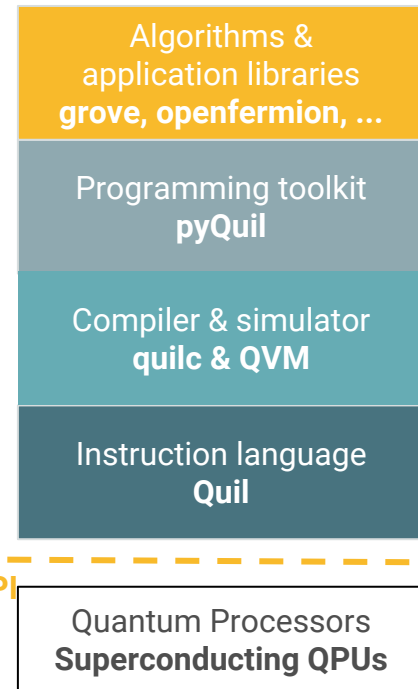 Algorithms &
application libraries
grove, openfermion, ...
Programming toolkit
pyQuil
Compiler & simulator
quilc & QVM
Instruction language
Quil
Quantum Processors
Superconducting QPUs